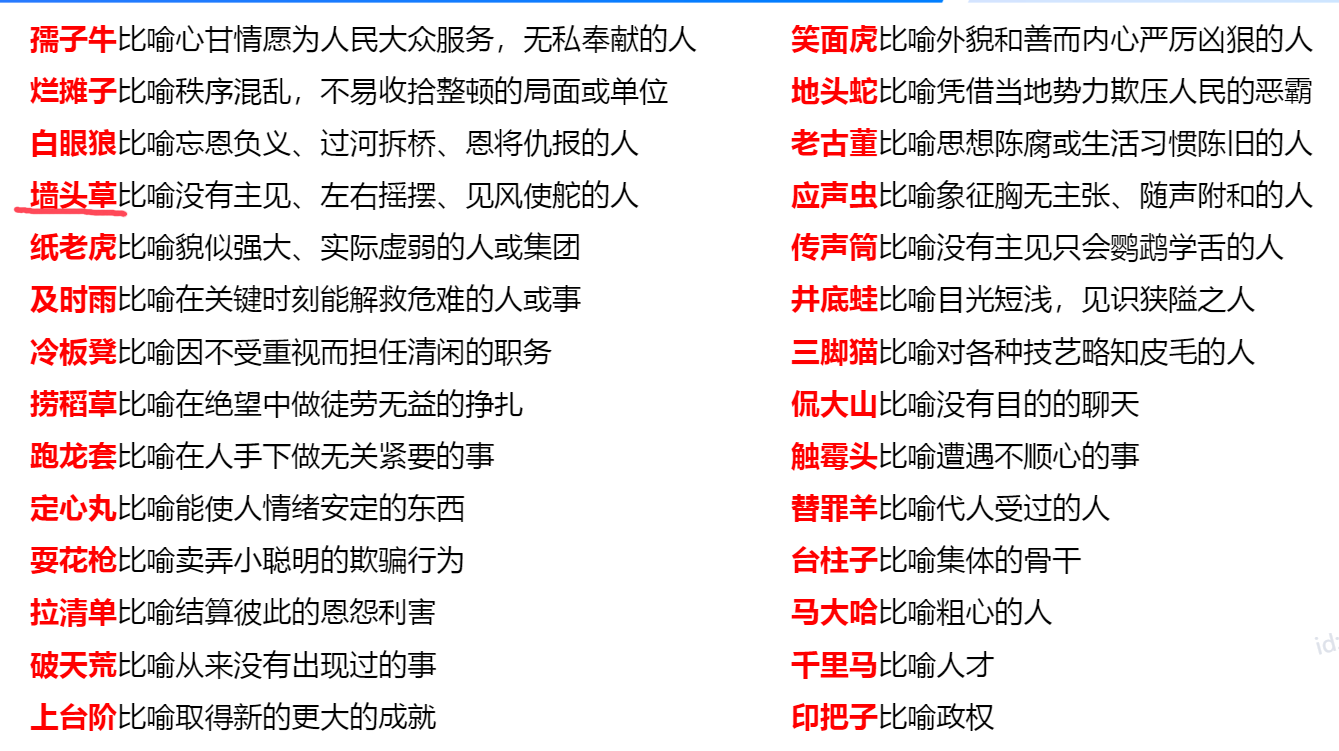 孺子牛比喻心甘情愿为人民大众服务，无私奉献的人
烂摊子比喻秩序混乱，不易收拾整顿的局面或单位
白眼狼比喻忘恩负义、过河拆桥、恩将仇报的人
墙头草比喻没有主见、左右摇摆、见风使舵的人
纸老虎比喻貌似强大、实际虚弱的人或集团
及时雨比喻在关键时刻能解救危难的人或事
冷板凳比喻因不受重视而担任清闲的职务
捞稻草比喻在绝望中做徒劳无益的挣扎
跑龙套比喻在人手下做无关紧要的事
定心丸比喻能使人情绪安定的东西
耍花枪比喻卖弄小聪明的欺骗行为
拉清单比喻结算彼此的恩怨利害
破天荒比喻从来没有出现过的事
上台阶比喻取得新的更大的成就
笑面虎比喻外貌和善而内心严厉凶狠的人
地头蛇比喻凭借当地势力欺压人民的恶霸
老古董比喻思想陈腐或生活习惯陈旧的人
应声虫比喻象征胸无主张、随声附和的人
传声筒比喻没有主见只会鹦鹉学舌的人
井底蛙比喻目光短浅，见识狭隘之人
三脚猫比喻对各种技艺略知皮毛的人
侃大山比喻没有目的的聊天
触霉头比喻遭遇不顺心的事
替罪羊比喻代人受过的人
台柱子比喻集体的骨干
马大哈比喻粗心的人
千里马比喻人才
印把子比喻政权
id: